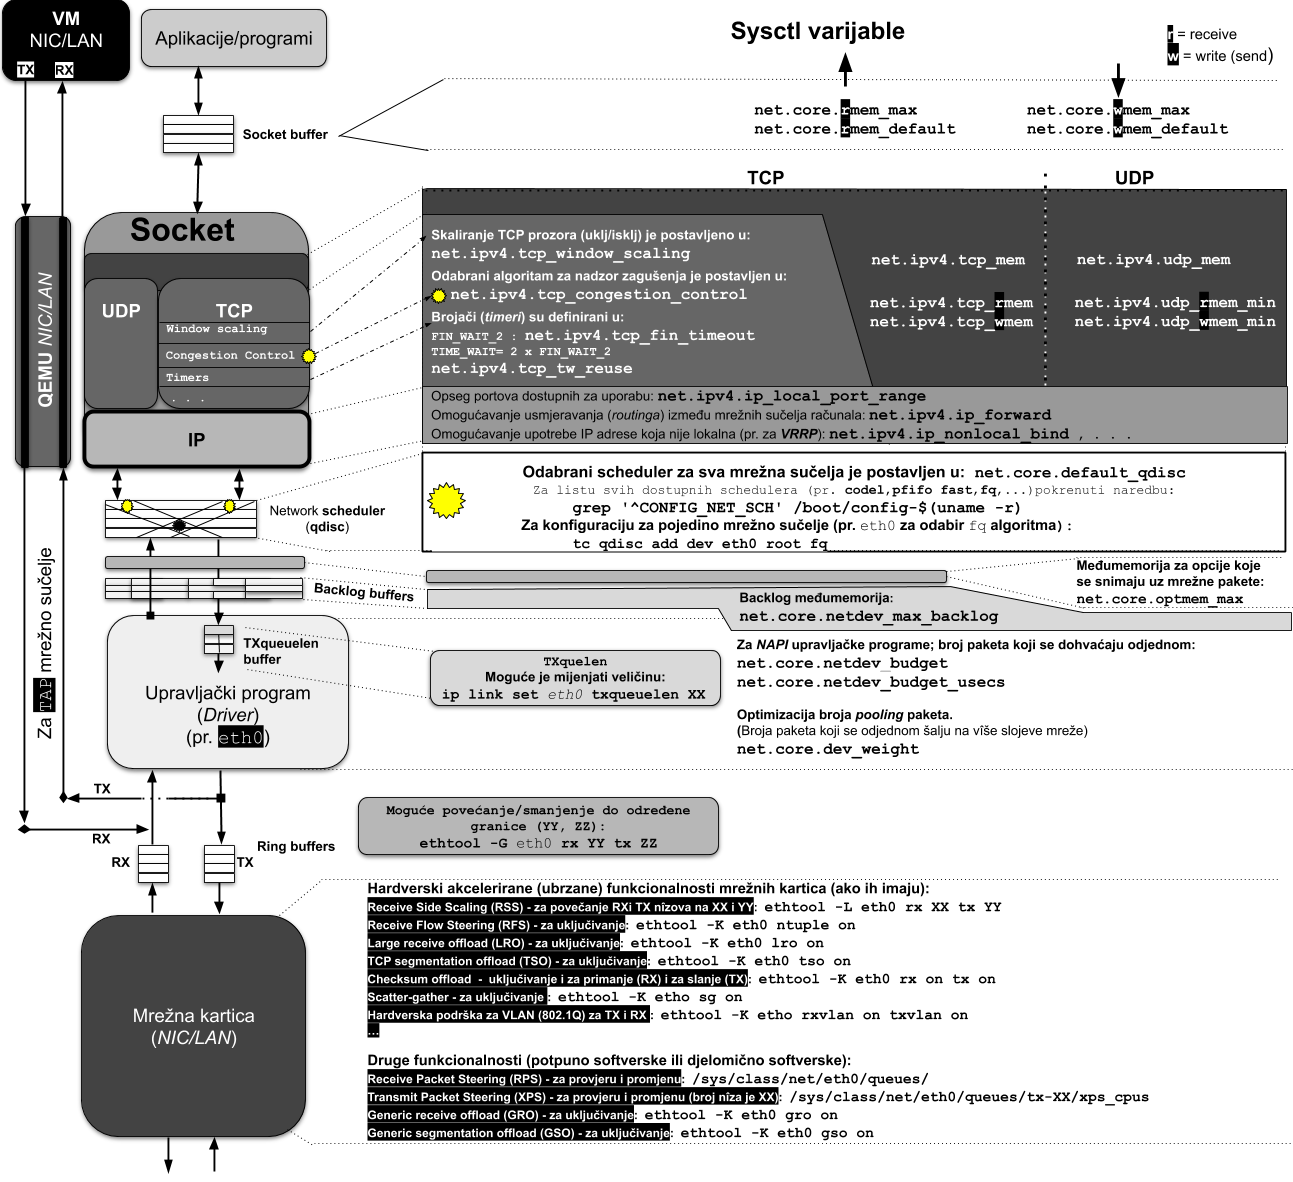 VM
NIC/LAN
TX RX
Aplikacije/programi
Sysctl varijable
r = receive
w = write (send)
Socket buffer
net.core.rmem_max
net.core.rmem_default
net.core.wmem_max
net.core.wmem_default
TCP
UDP
Socket
UDP
TCP
Window scaling
Congestion Control
Timers
. . .
IP
QEMU NIC/LAN
Za TAP mrežno sučelje
Skaliranje TCP prozora (uklj/isklj) je postavljeno u:
net.ipv4.tcp_window_scaling
Odabrani algoritam za nadzor zagušenja je postavljen u:
net.ipv4.tcp_congestion_control
Brojači (timeri) su definirani u:
FIN_WAIT_2 : net.ipv4.tcp_fin_timeout
TIME_WAIT= 2 x FIN_WAIT_2
net.ipv4.tcp_tw_reuse
net.ipv4.tcp_mem
net.ipv4.tcp_rmem
net.ipv4.tcp_wmem
net.ipv4.udp_mem
net.ipv4.udp_rmem_min
net.ipv4.udp_wmem_min
Opseg portova dostupnih za uporabu: net.ipv4.ip_local_port_range
Omogućavanje usmjeravanja (routinga) između mrežnih sučelja računala: net.ipv4.ip_forward
Omogućavanje upotrebe IP adrese koja nije lokalna (pr. za VRRP): net.ipv4.ip_nonlocal_bind , . . .
Network scheduler
(qdisc)
Odabrani scheduler za sva mrežna sučelja je postavljen u: net.core.default_qdisc
Za listu svih dostupnih schedulera (pr. codel,pfifo fast,fq,...)pokrenuti naredbu:
grep '^CONFIG_NET_SCH' /boot/config-$(uname -r)
Za konfiguraciju za pojedino mrežno sučelje (pr. eth0 za odabir fq algoritma) :
tc qdisc add dev eth0 root fq
Backlog buffers
Međumemorija za opcije koje
se snimaju uz mrežne pakete:
net.core.optmem_max
Backlog međumemorija:
net.core.netdev_max_backlog
TXqueuelen
buffer
Upravljački program
(Driver)
(pr. eth0)
TXquelen
Moguće je mijenjati veličinu:
ip link set eth0 txqueuelen XX
Za NAPI upravljačke programe; broj paketa koji se dohvaćaju odjednom:
net.core.netdev_budget
net.core.netdev_budget_usecs
Optimizacija broja pooling paketa.
(Broja paketa koji se odjednom šalju na vîše slojeve mreže)
net.core.dev_weight
TX
RX
RX
TX
Ring buffers
Moguće povećanje/smanjenje do određene
granice (YY, ZZ):
ethtool -G eth0 rx YY tx ZZ
Mrežna kartica
(NIC/LAN)
Hardverski akcelerirane (ubrzane) funkcionalnosti mrežnih kartica (ako ih imaju):
Receive Side Scaling (RSS) - za povečanje RXi TX nîzova na XX i YY: ethtool -L eth0 rx XX tx YY
Receive Flow Steering (RFS) - za uključivanje: ethtool -K eth0 ntuple on
Large receive offload (LRO) - za uključivanje: ethtool -K eth0 lro on
TCP segmentation offload (TSO) - za uključivanje: ethtool -K eth0 tso on
Checksum offload - uključivanje i za primanje (RX) i za slanje (TX): ethtool -K eth0 rx on tx on
Scatter-gather - za uključivanje : ethtool -K etho sg on
Hardverska podrška za VLAN (802.1Q) za TX i RX : ethtool -K etho rxvlan on txvlan on
...
Druge funkcionalnosti (potpuno softverske ili djelomično softverske):
Receive Packet Steering (RPS) - za provjeru i promjenu: /sys/class/net/eth0/queues/
Transmit Packet Steering (XPS) - za provjeru i promjenu (broj nîza je XX): /sys/class/net/eth0/queues/tx-XX/xps_cpus
Generic receive offload (GRO) - za uključivanje: ethtool -K eth0 gro on
Generic segmentation offload (GSO) - za uključivanje: ethtool -K eth0 gso on